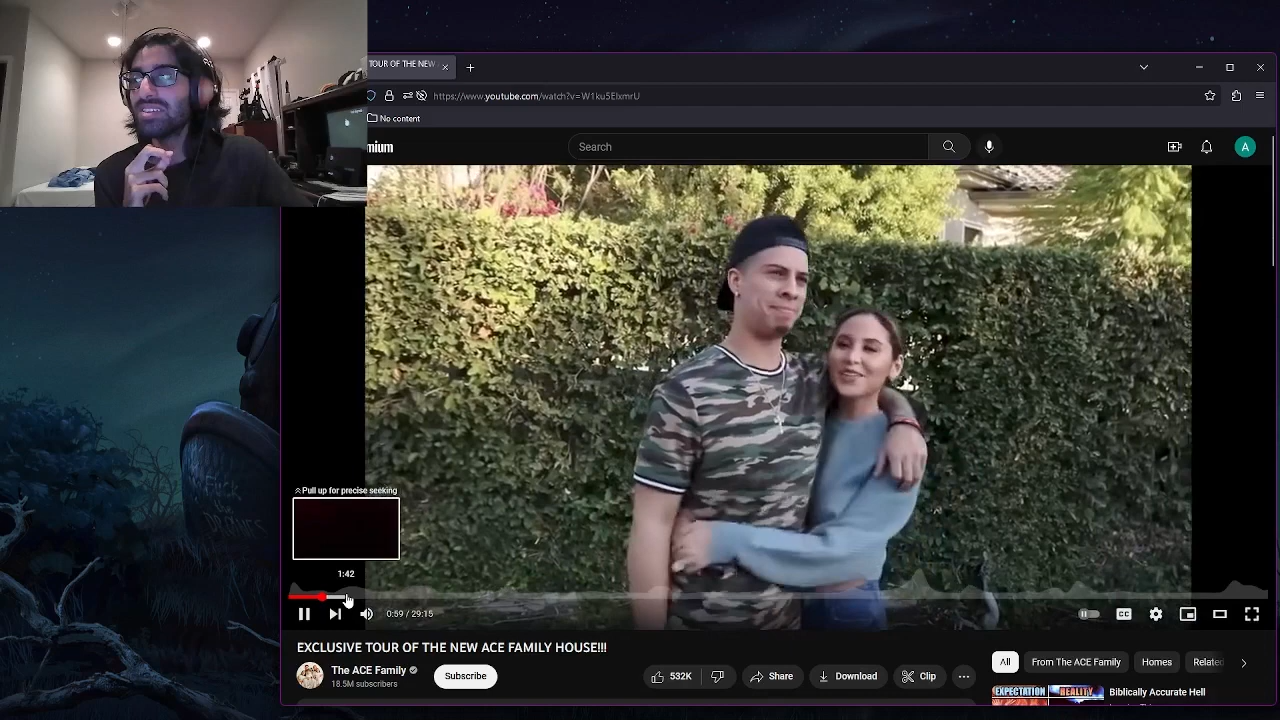 TOUR OF THE NEW
https://www.youtube.com/watch?v=W1ku5ElxmrU
No content
mium
Search
A
Pull up for precise seeking
1:42
0:59 / 29:15
CC
EXCLUSIVE TOUR OF THE NEW ACE FAMILY HOUSE!!!
The ACE Family
18.5M subscribers
Subscribe
532K
Share
Download
Clip
All
From The ACE Family
Homes
Related
EXPECTATION
REALITY
Biblically Accurate Hell